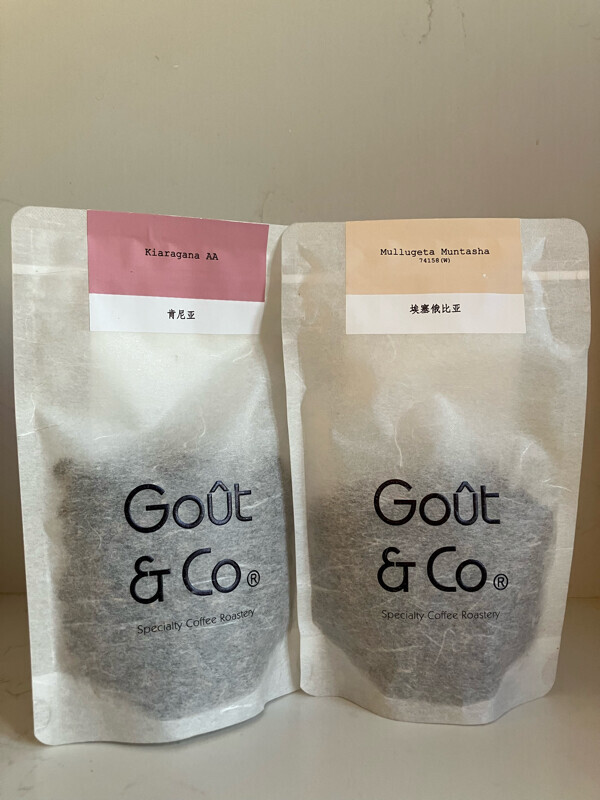 Kiaragana AA
肯尼亚
Goût
& Co®
Specialty Coffee Roastery
Mullugeta Muntasha
74158(W)
埃塞俄比亚
Goût
& Co®
Specialty Coffee Roastery